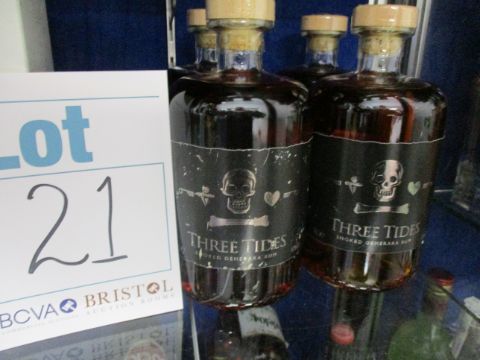 Lot
21
BCVA BRISTOL
AUCTION ROOMS
THREE TIDES
SMOKED DEMERARA RUM
THREE TIDES
SMOKED DEMERARA RUM